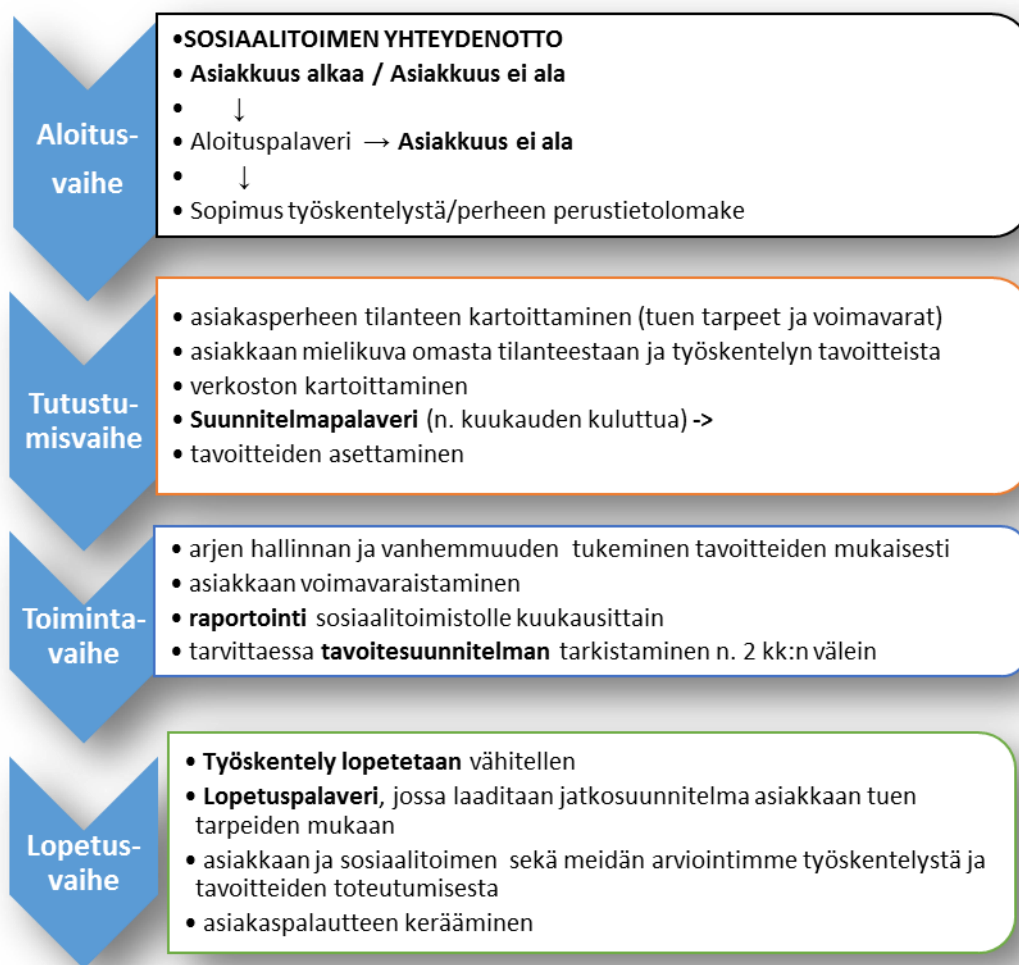 Aloitus-
vaihe
•SOSIAALITOIMEN YHTEYDENOTTO
• Asiakkuus alkaa / Asiakkuus ei ala
• ↓
• Aloituspalaveri → Asiakkuus ei ala
• ↓
• Sopimus työskentelystä/perheen perustietolomake
Tutustu-
misvaihe
• asiakasperheen tilanteen kartoittaminen (tuen tarpeet ja voimavarat)
• asiakkaan mielikuva omasta tilanteestaan ja työskentelyn tavoitteista
• verkoston kartoittaminen
• Suunnitelmapalaveri (n. kuukauden kuluttua) ->
• tavoitteiden asettaminen
Toiminta-
vaihe
• arjen hallinnan ja vanhemmuuden tukeminen tavoitteiden mukaisesti
• asiakkaan voimavaraistaminen
• raportointi sosiaalitoimistolle kuukausittain
• tarvittaessa tavoitesuunnitelman tarkistaminen n. 2 kk:n välein
Lopetus-
vaihe
• Työskentely lopetetaan vähitellen
• Lopetuspalaveri, jossa laaditaan jatkosuunnitelma asiakkaan tuen
tarpeiden mukaan
• asiakkaan ja sosiaalitoimen sekä meidän arviointimme työskentelystä ja
tavoitteiden toteutumisesta
• asiakaspalautteen kerääminen